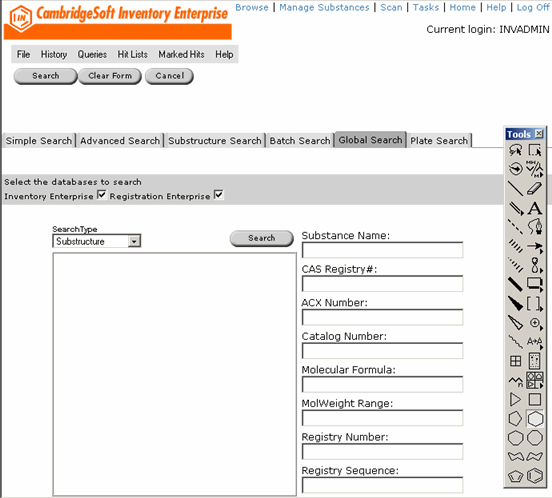 CambridgeSoft Inventory Enterprise
Browse | Manage Substances | Scan | Tasks | Home | Help | Log Off
Current login: INVADMIN
File History Queries Hit Lists Marked Hits Help
Search Clear Form Cancel
Simple Search Advanced Search Substructure Search Batch Search Global Search Plate Search
Tools
Select the databases to search
Inventory Enterprise Registration Enterprise
SearchType
Substructure
Search
Substance Name:
CAS Registry#:
ACX Number:
Catalog Number:
Molecular Formula:
MolWeight Range:
Registry Number:
Registry Sequence: